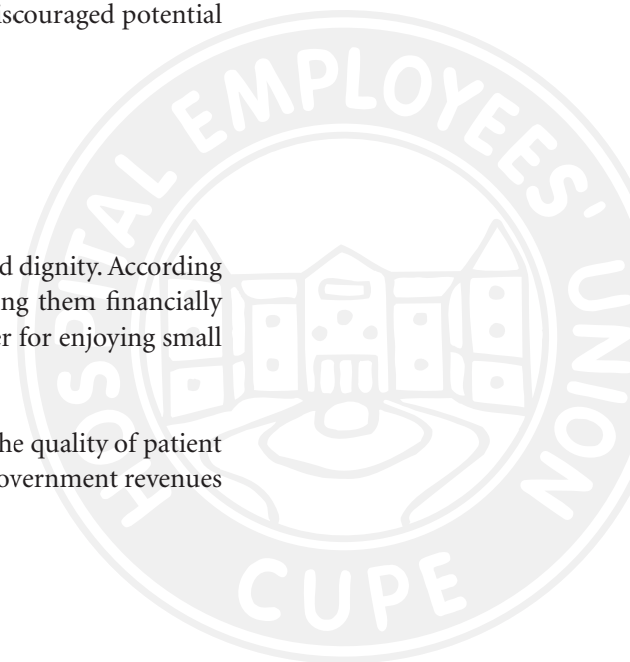 iscouraged potential
d dignity. According
ng them financially
r for enjoying small
he quality of patient
overnment revenues
HOSPITAL EMPLOYEES' UNION
CUPE